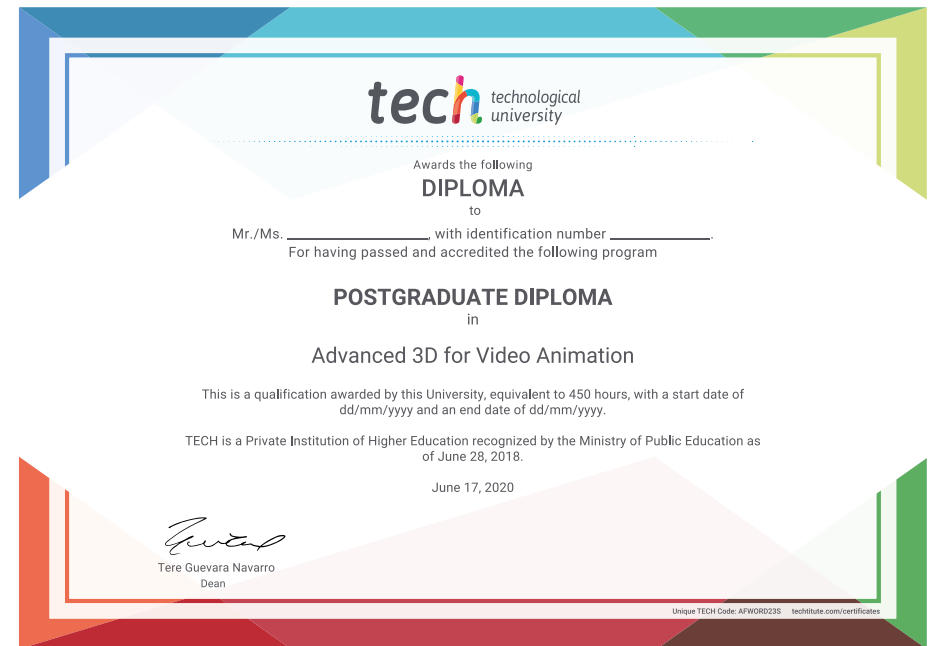 tech technological
university
Awards the following
DIPLOMA
to
Mr./Ms. ____________________, with identification number ______________.
For having passed and accredited the following program
POSTGRADUATE DIPLOMA
in
Advanced 3D for Video Animation
This is a qualification awarded by this University, equivalent to 450 hours, with a start date of
dd/mm/yyyy and an end date of dd/mm/yyyy.
TECH is a Private Institution of Higher Education recognized by the Ministry of Public Education as
of June 28, 2018.
June 17, 2020
Tere Guevara Navarro
Dean
Unique TECH Code: AFWORD23S techtitute.com/certificates